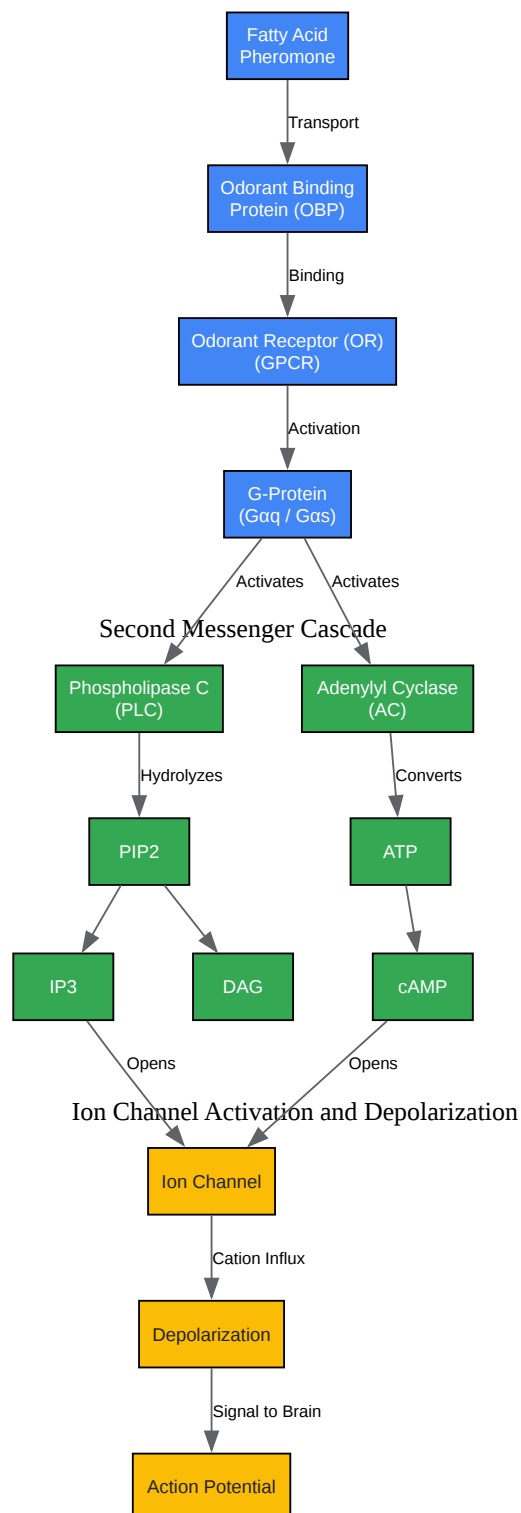 Fatty Acid
Pheromone
Transport
Odorant Binding
Protein (OBP)
Binding
Odorant Receptor (OR)
(GPCR)
Activation
G-Protein
(Gαq / Gαs)
Activates
Activates
Second Messenger Cascade
Phospholipase C
(PLC)
Adenylyl Cyclase
(AC)
Hydrolyzes
Converts
PIP2
ATP
IP3
DAG
cAMP
Opens
Opens
Ion Channel Activation and Depolarization
Ion Channel
Cation Influx
Depolarization
Signal to Brain
Action Potential